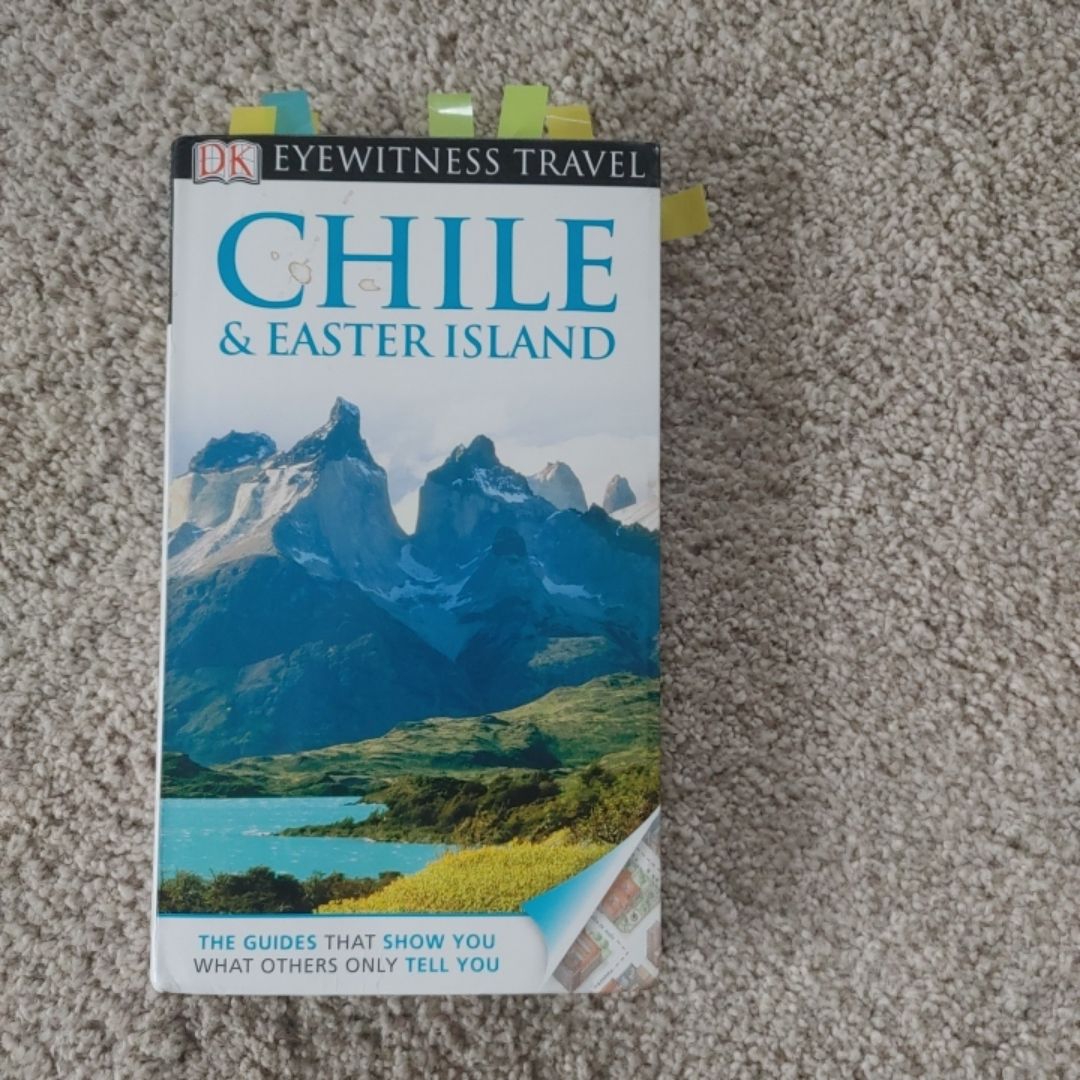 DK EYEWITNESS TRAVEL
CHILE
& EASTER ISLAND
THE GUIDES THAT SHOW YOU
WHAT OTHERS ONLY TELL YOU